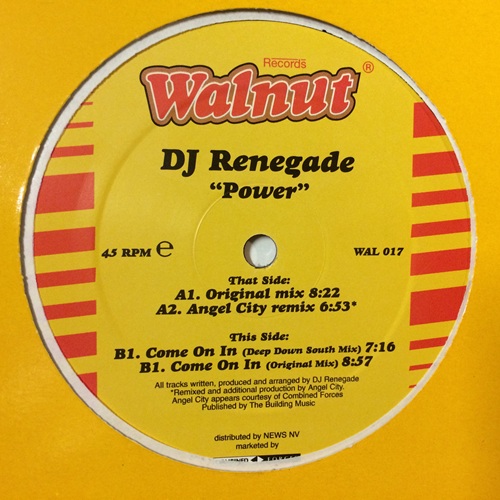 Records
Walnut ®
DJ Renegade
“Power”
45 RPM e
WAL 017
That Side:
A1. Original mix 8:22
A2. Angel City remix 6:53*
This Side:
B1. Come On In (Deep Down South Mix) 7:16
B1. Come On In (Original Mix) 8:57
All tracks written, produced and arranged by DJ Renegade
*Remixed and additional production by Angel City.
Angel City appears courtesy of Combined Forces
Published by The Building Music
distributed by NEWS NV
marketed by